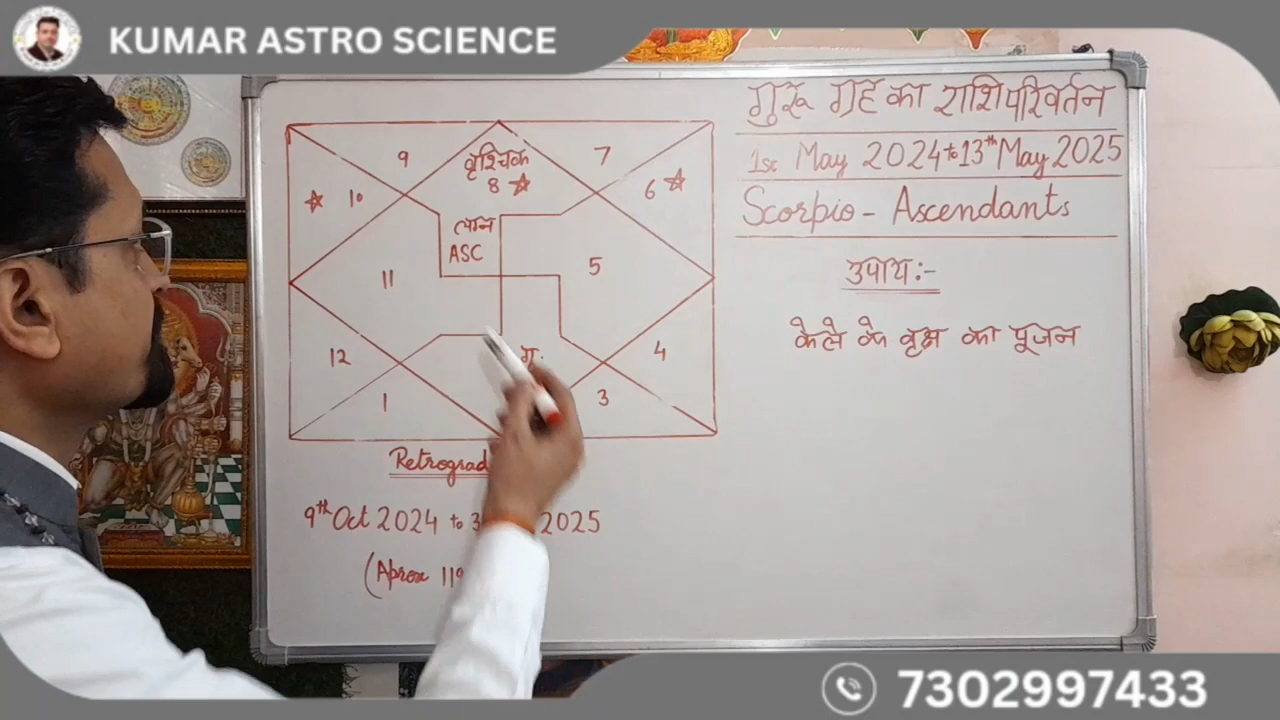 KUMAR ASTRO SCIENCE
गुरू ग्रह का राशि परिवर्तन
1st May 2024 to 13th May 2025
Scorpio - Ascendants
उपाय :-
केले के वृक्ष का पूजन
9
वृश्चिक
7
10
8
6
लग्न
ASC
11
5
12
गु.
4
1
3
Retrograd
9th Oct 2024 to 3 2025
(Aprox 119
7302997433